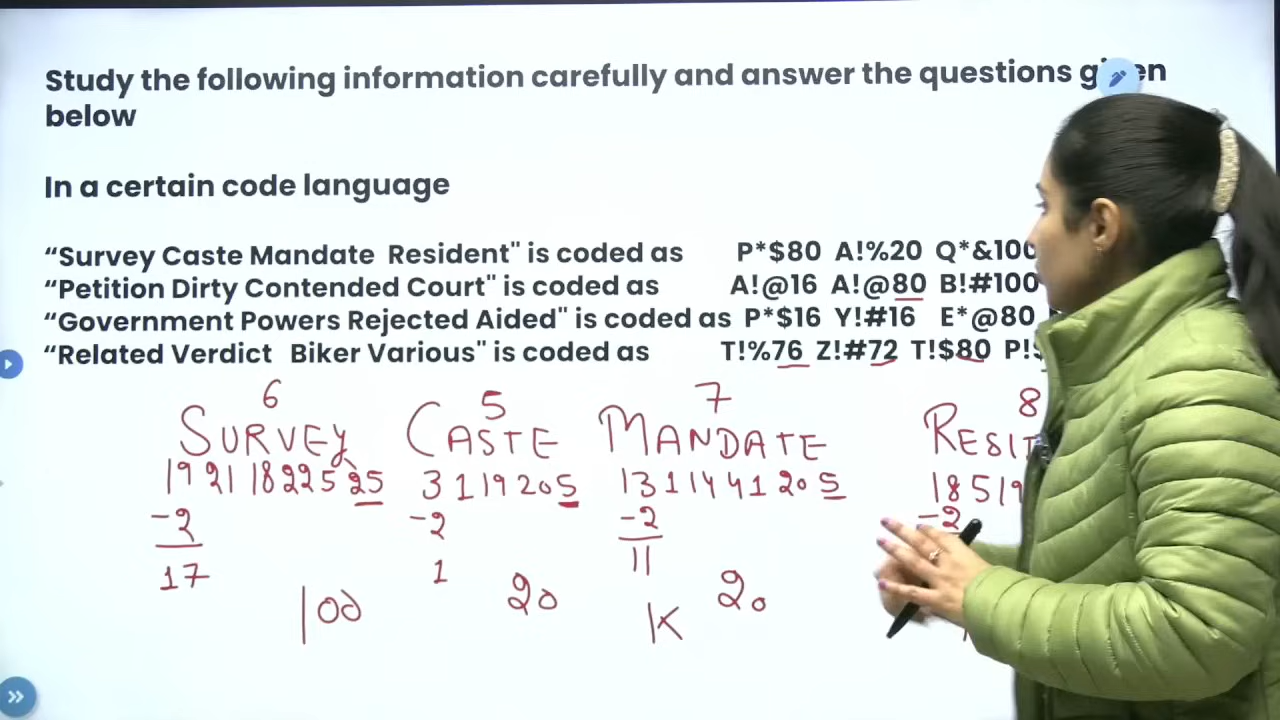 Study the following information carefully and answer the questions
below
In a certain code language
“Survey Caste Mandate Resident" is coded as P*$80 A!%20 Q*&100
“Petition Dirty Contended Court" is coded as A!@16 A!@80 B!#100
“Government Powers Rejected Aided" is coded as P*$16 Y!#16 E*@80
“Related Verdict Biker Various" is coded as T!%76 Z!#72 T!$80 P!
6 5 7 8
SURVEY CASTE MANDATE
19 21 18 22 5 25 3 1 19 20 5 13 1 14 4 1 20 5 18 5 19
-2 -2 -2 -2
17 1 11
100 20 K 20